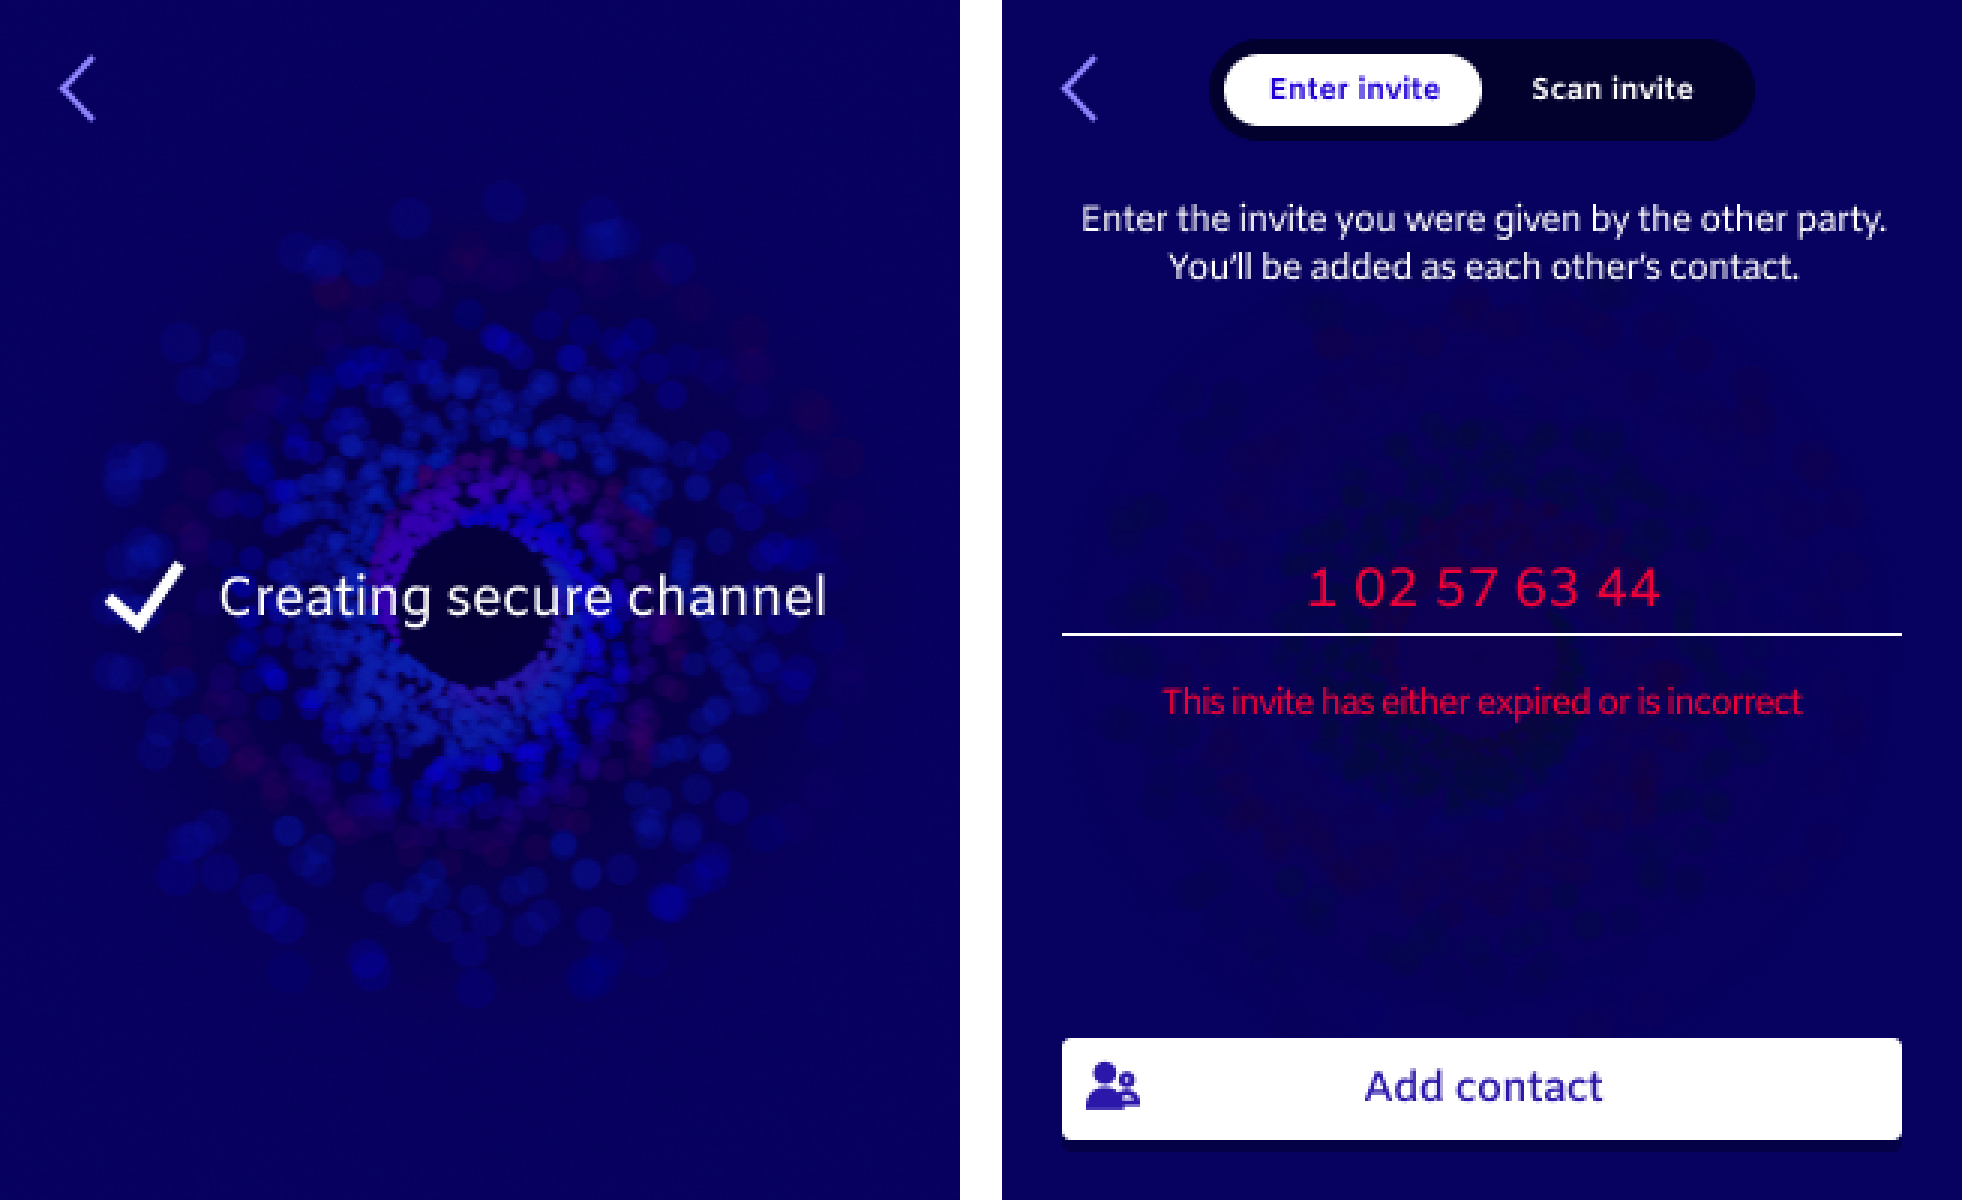 Creating secure channel
Enter invite
Scan invite
Enter the invite you were given by the other party.
You'll be added as each other's contact.
1 02 57 63 44
This invite has either expired or is incorrect
Add contact